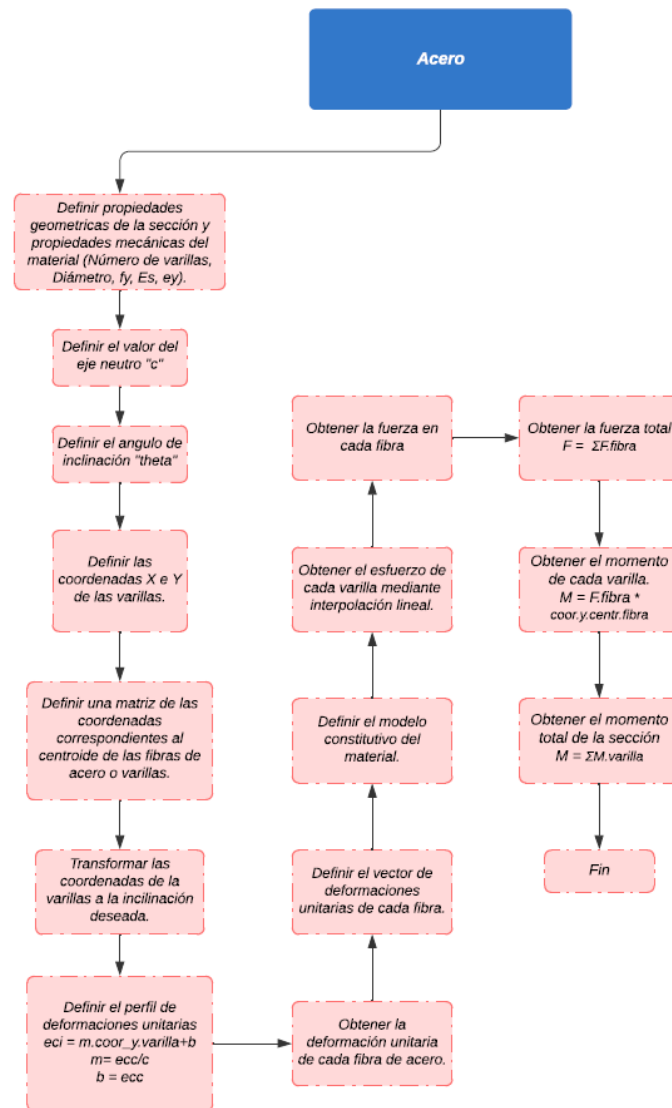 Acero
Definir propiedades
geometricas de la sección y
propiedades mecánicas del
material (Número de varillas,
Diámetro, fy, Es, ey).
Definir el valor del
eje neutro "c"
Definir el angulo de
inclinación "theta"
Definir las
coordenadas X e Y
de las varillas.
Definir una matriz de las
coordenadas
correspondientes al
centroide de las fibras de
acero o varillas.
Transformar las
coordenadas de la
varillas a la incilinación
deseada.
Definir el perfil de
deformaciones unitarias
eci = m.coor_y.varilla+b
m= ecc/c
b = ecc
Obtener la
deformación unitaria
de cada fibra de acero.
Definir el vector de
deformaciones
unitarias de cada fibra.
Definir el modelo
constitutivo del
material.
Obtener el esfuerzo de
cada varilla mediante
interpolación lineal.
Obtener la fuerza en
cada fibra
Obtener la fuerza total
F = ΣF.fibra
Obtener el momento
de cada varilla.
M = F.fibra *
coor.y.centr.fibra
Obtener el momento
total de la sección
M = ΣM.varilla
Fin